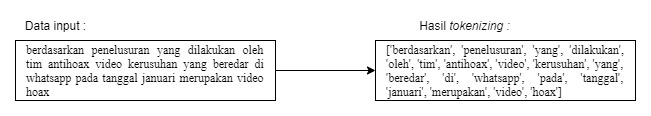 Data input :
berdasarkan penelusuran yang dilakukan oleh
tim antihoax video kerusuhan yang beredar di
whatsapp pada tanggal januari merupakan video
hoax
Hasil tokenizing :
['berdasarkan', 'penelusuran', 'yang', 'dilakukan',
'oleh', 'tim', 'antihoax', 'video', 'kerusuhan', 'yang',
'beredar', 'di', 'whatsapp', 'pada', 'tanggal',
'januari', 'merupakan', 'video', 'hoax']